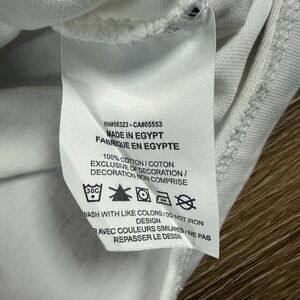 RN#56323 - CA#05553
MADE IN EGYPT
FABRIQUE EN EGYPTE
100% COTTON / COTON
EXCLUSIVE OF DECORATION /
DECORATION NON COMPRISE
30C
WASH WITH LIKE COLORS / DO NOT IRON
DESIGN
AVEC COULEURS SIMILAIRES / NE PAS
REPASSER LE DESSIN